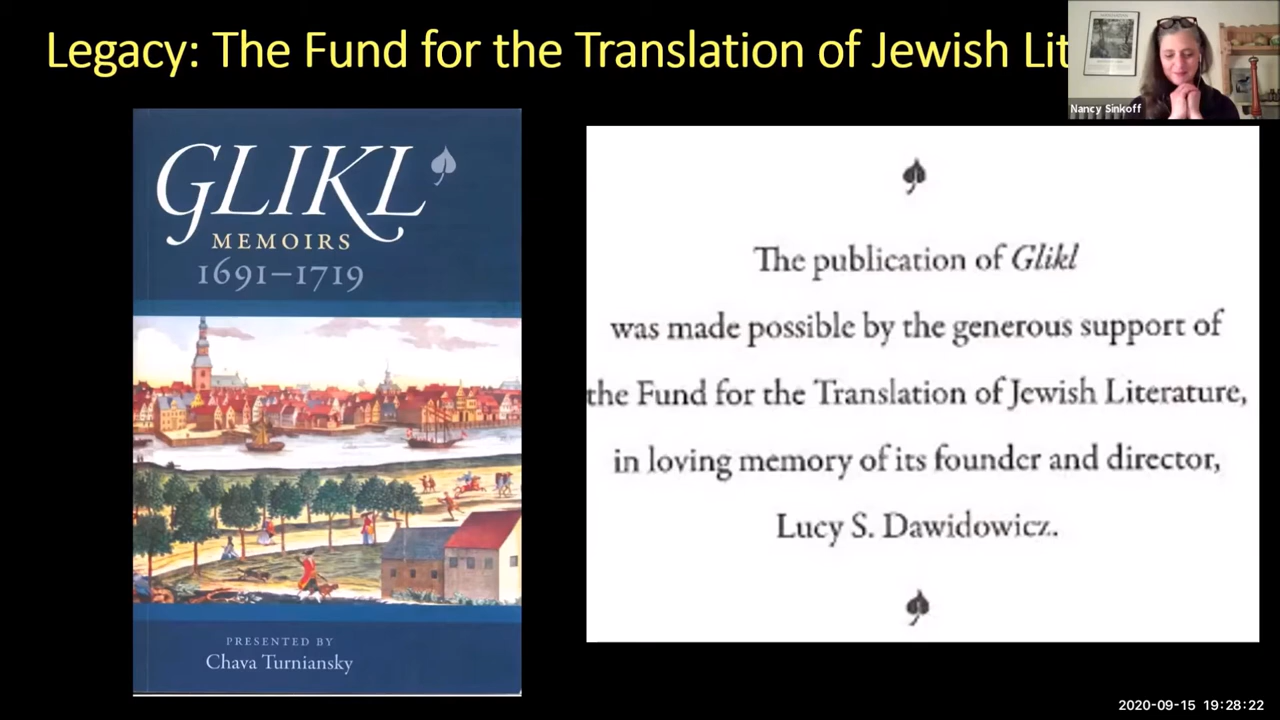 Legacy: The Fund for the Translation of Jewish Lit
Nancy Sinkoff
GLIKL
MEMOIRS
1691–1719
PRESENTED BY
Chava Turniansky
The publication of Glikl
was made possible by the generous support of
the Fund for the Translation of Jewish Literature,
in loving memory of its founder and director,
Lucy S. Dawidowicz.
2020-09-15 19:28:22